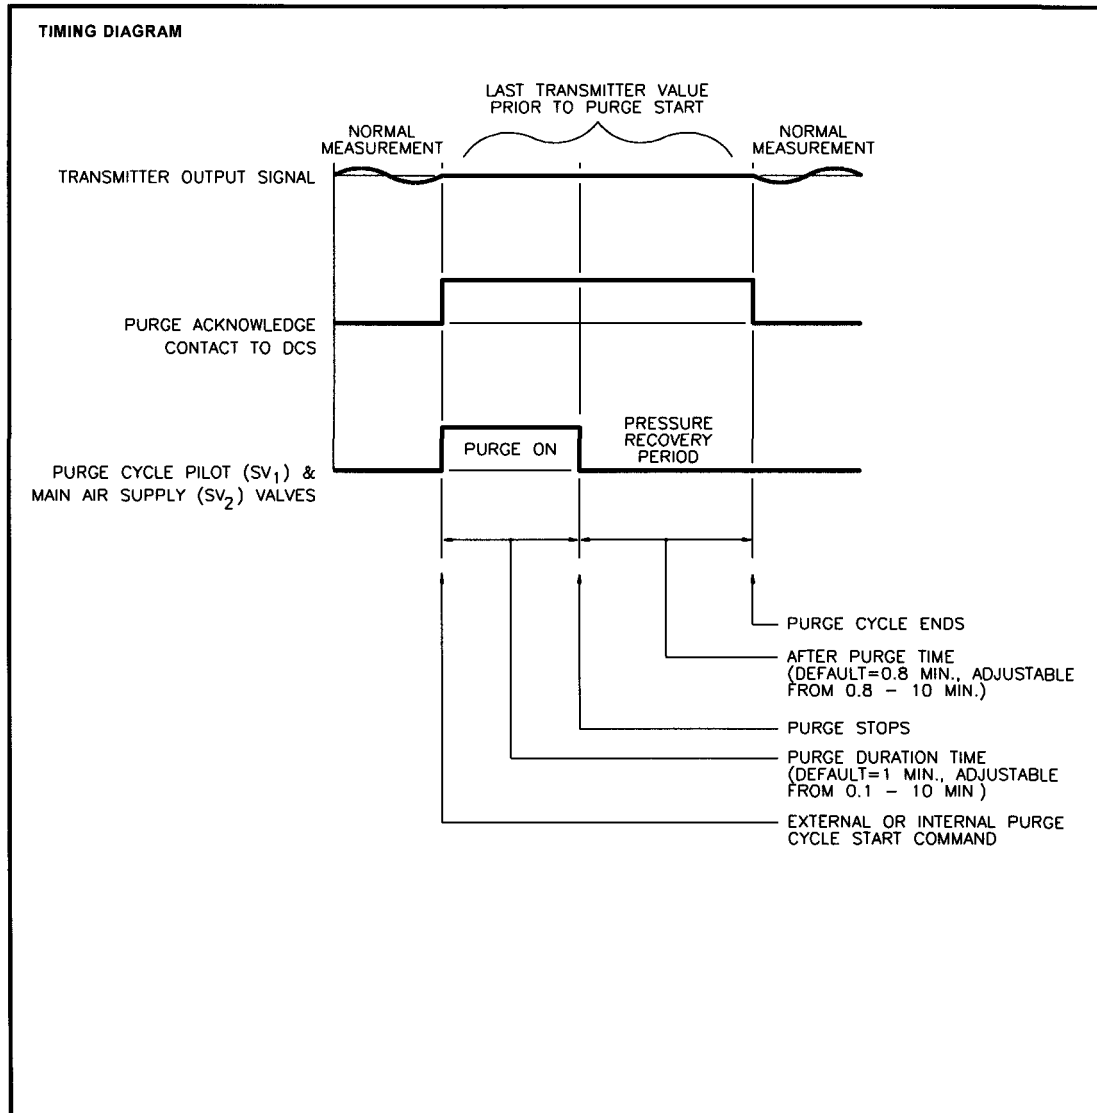 TIMING DIAGRAM
LAST TRANSMITTER VALUE
PRIOR TO PURGE START
NORMAL
MEASUREMENT
NORMAL
MEASUREMENT
TRANSMITTER OUTPUT SIGNAL
PURGE ACKNOWLEDGE
CONTACT TO DCS
PURGE ON
PRESSURE
RECOVERY
PERIOD
PURGE CYCLE PILOT (SV1) &
MAIN AIR SUPPLY (SV2) VALVES
PURGE CYCLE ENDS
AFTER PURGE TIME
(DEFAULT=0.8 MIN., ADJUSTABLE
FROM 0.8 - 10 MIN.)
PURGE STOPS
PURGE DURATION TIME
(DEFAULT=1 MIN., ADJUSTABLE
FROM 0.1 - 10 MIN )
EXTERNAL OR INTERNAL PURGE
CYCLE START COMMAND